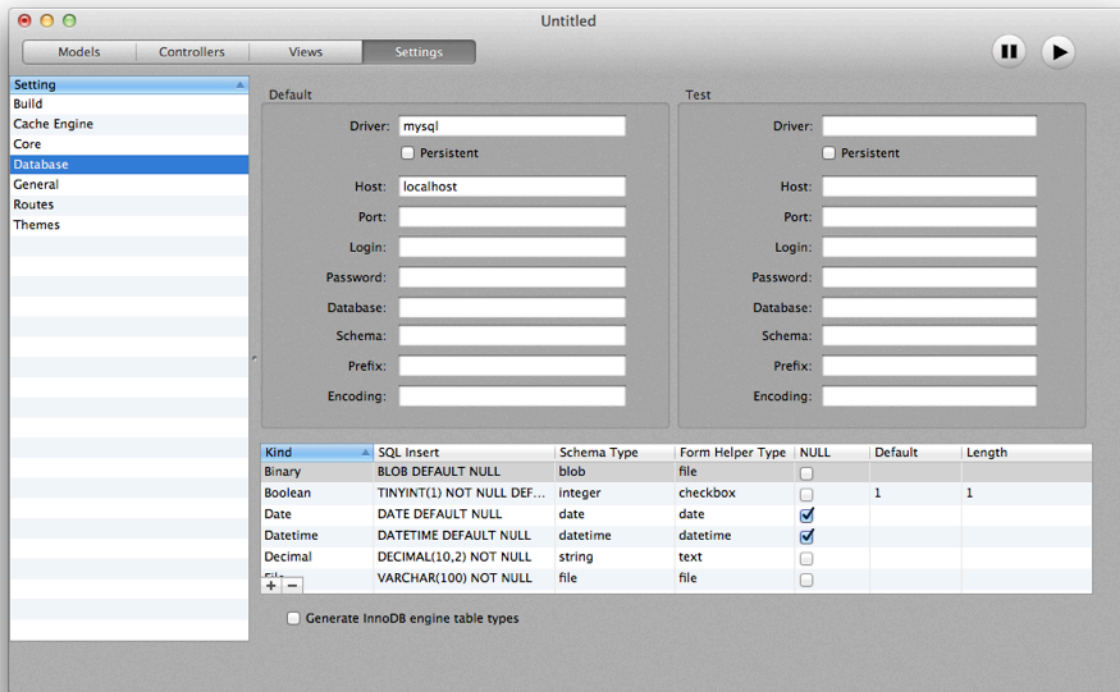 Untitled
Models Controllers Views Settings
Setting
Build
Cache Engine
Core
Database
General
Routes
Themes
Default
Driver: mysql
Persistent
Host: localhost
Port:
Login:
Password:
Database:
Schema:
Prefix:
Encoding:
Test
Driver:
Persistent
Host:
Port:
Login:
Password:
Database:
Schema:
Prefix:
Encoding:
Kind SQL Insert Schema Type Form Helper Type NULL Default Length
Binary BLOB DEFAULT NULL blob file
Boolean TINYINT(1) NOT NULL DEF... integer checkbox 1 1
Date DATE DEFAULT NULL date date
Datetime DATETIME DEFAULT NULL datetime datetime
Decimal DECIMAL(10,2) NOT NULL string text
File VARCHAR(100) NOT NULL file file
+ −
Generate InnoDB engine table types